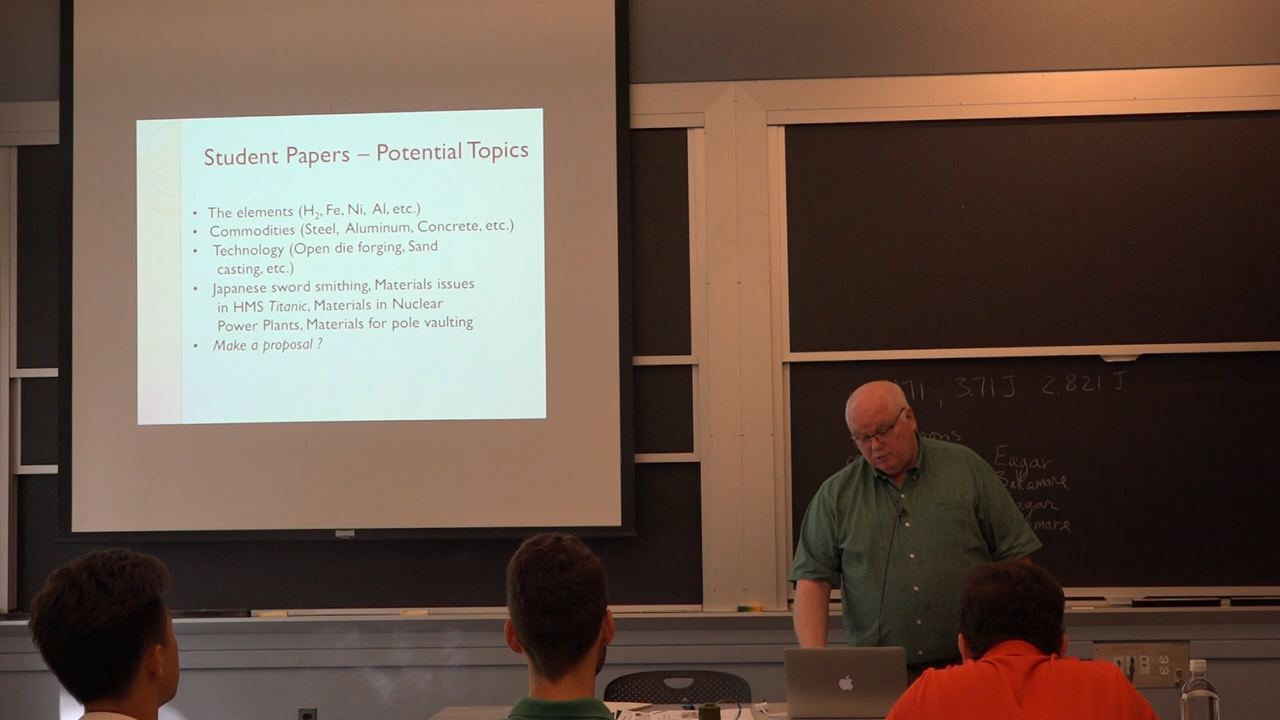 Student Papers – Potential Topics
• The elements (H₂, Fe, Ni, Al, etc.)
• Commodities (Steel, Aluminum, Concrete, etc.)
• Technology (Open die forging, Sand
casting, etc.)
• Japanese sword smithing, Materials issues
in HMS Titanic, Materials in Nuclear
Power Plants, Materials for pole vaulting
• Make a proposal ?
3.71J 2.821J
Eagar